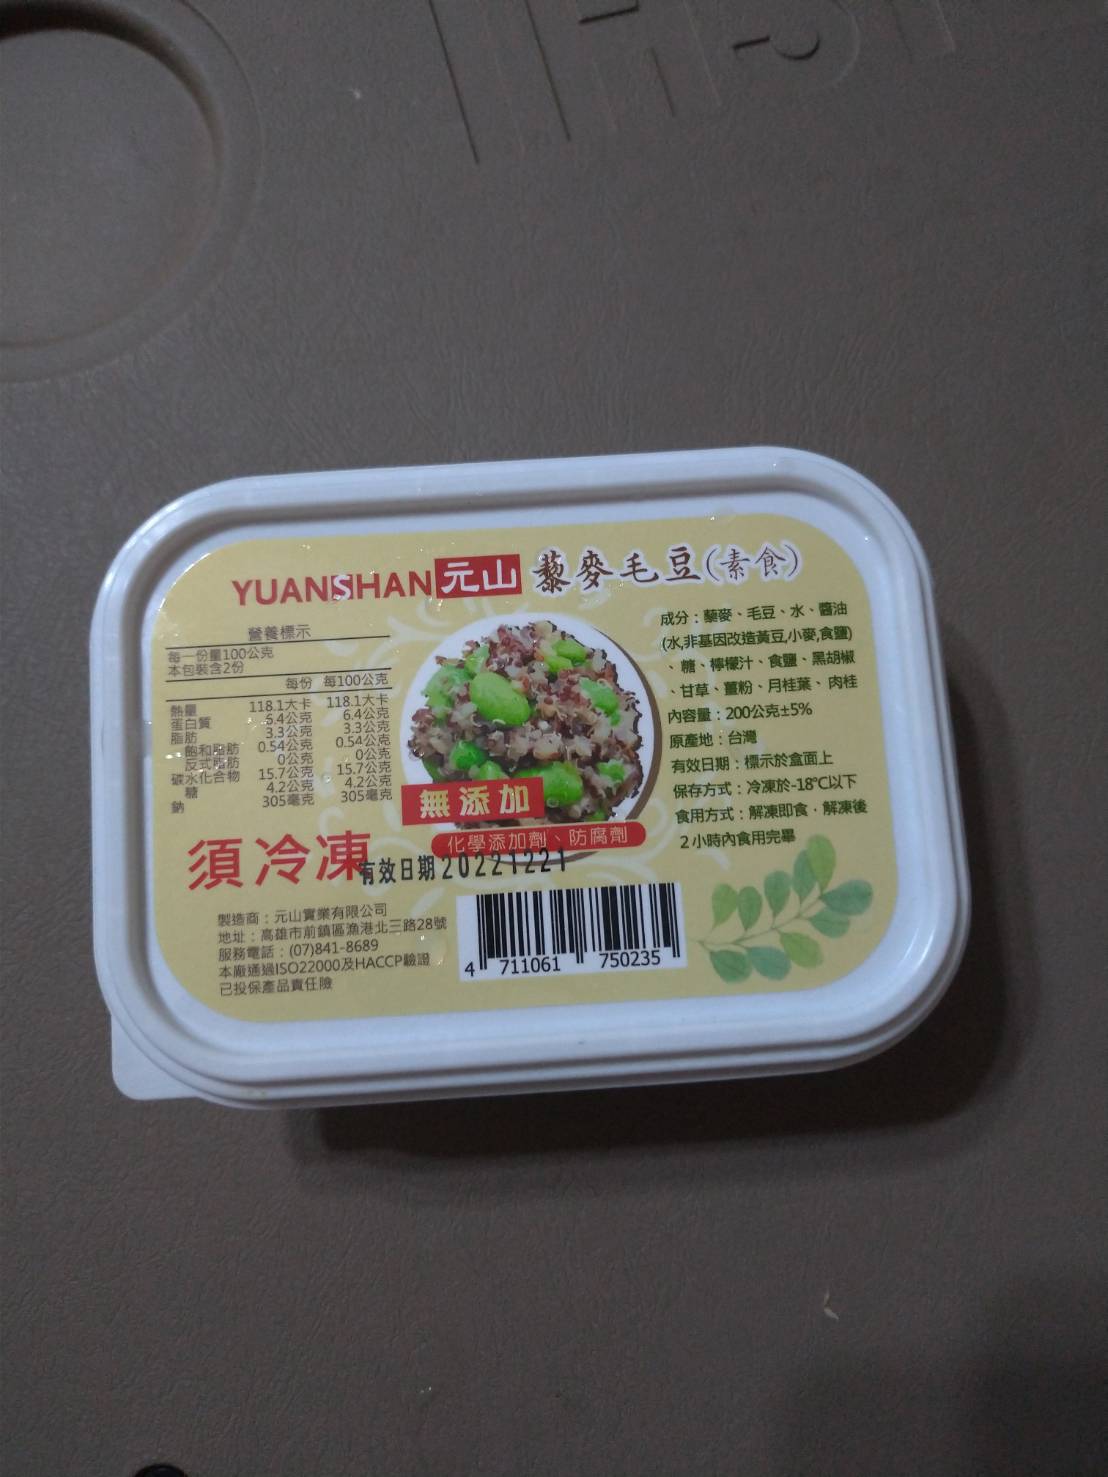 YUANSHAN 元山 藜麥毛豆(素食)
營養標示
每一份量100公克
本包裝含2份
每份 每100公克
熱量 118.1大卡 118.1大卡
蛋白質 5.4公克 6.4公克
脂肪 3.3公克 3.3公克
飽和脂肪 0.54公克 0.54公克
反式脂肪 0公克 0公克
碳水化合物 15.7公克 15.7公克
糖 4.2公克 4.2公克
鈉 305毫克 305毫克
須冷凍
無添加
化學添加劑、防腐劑
有效日期20221221
成分：藜麥、毛豆、水、醬油
(水,非基因改造黃豆,小麥,食鹽)
、糖、檸檬汁、食鹽、黑胡椒
、甘草、薑粉、月桂葉、肉桂
內容量：200公克±5%
原產地：台灣
有效日期：標示於盒面上
保存方式：冷凍於-18℃以下
食用方式：解凍即食，解凍後
2小時內食用完畢
製造商：元山實業有限公司
地址：高雄市前鎮區漁港北三路28號
服務電話：(07)841-8689
本廠通過ISO22000及HACCP驗證
已投保產品責任險
4 711061 750235